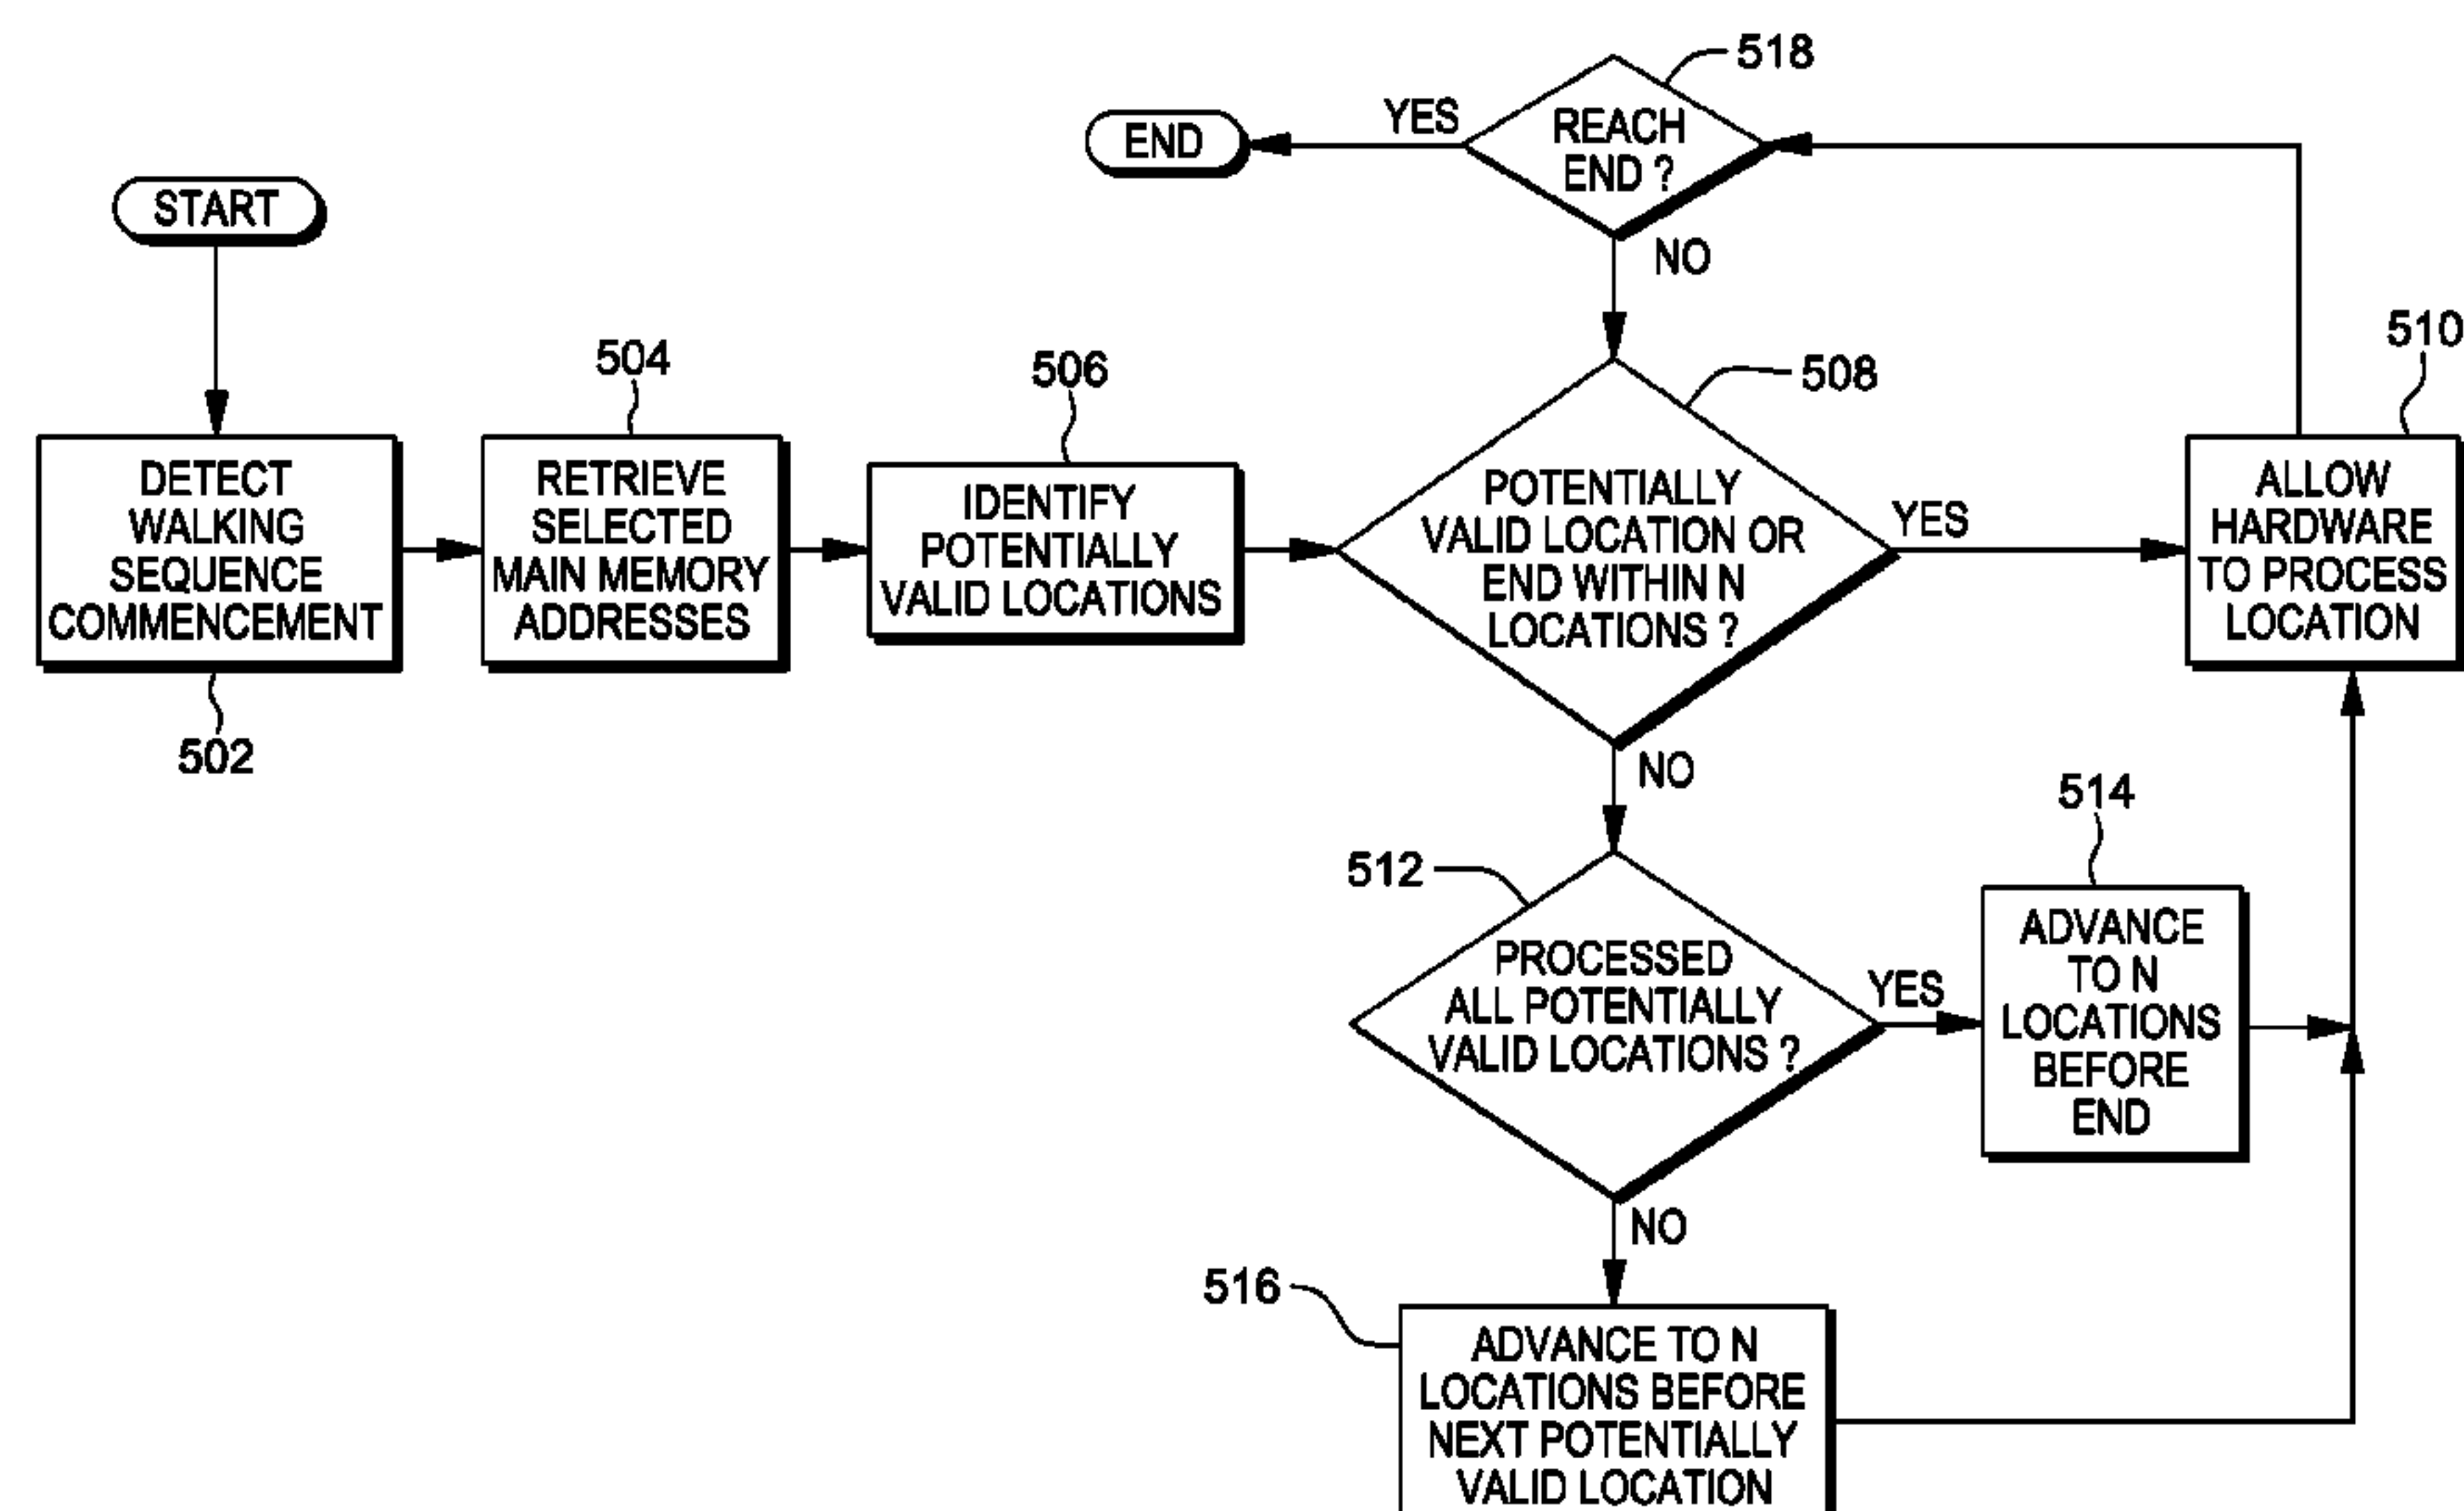 518
YES
REACH
END ?
END
START
NO
504
506
508
510
DETECT
WALKING
SEQUENCE
COMMENCEMENT
502
RETRIEVE
SELECTED
MAIN MEMORY
ADDRESSES
IDENTIFY
POTENTIALLY
VALID LOCATIONS
POTENTIALLY
VALID LOCATION OR
END WITHIN N
LOCATIONS ?
YES
ALLOW
HARDWARE
TO PROCESS
LOCATION
NO
512
514
PROCESSED
ALL POTENTIALLY
VALID LOCATIONS ?
YES
ADVANCE
TO N
LOCATIONS
BEFORE
END
NO
516
ADVANCE TO N
LOCATIONS BEFORE
NEXT POTENTIALLY
VALID LOCATION